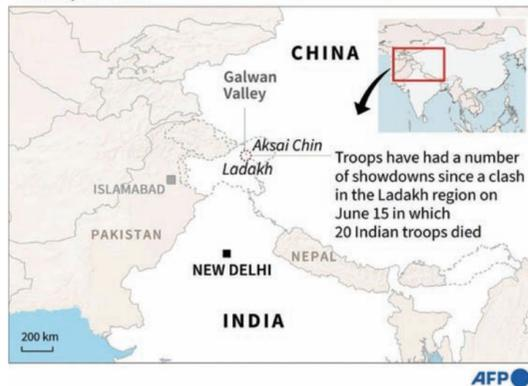 CHINA
Galwan
Valley
Aksai Chin
Ladakh
Troops have had a number
of showdowns since a clash
in the Ladakh region on
June 15 in which
20 Indian troops died
ISLAMABAD
PAKISTAN
NEPAL
NEW DELHI
INDIA
200 km
AFP